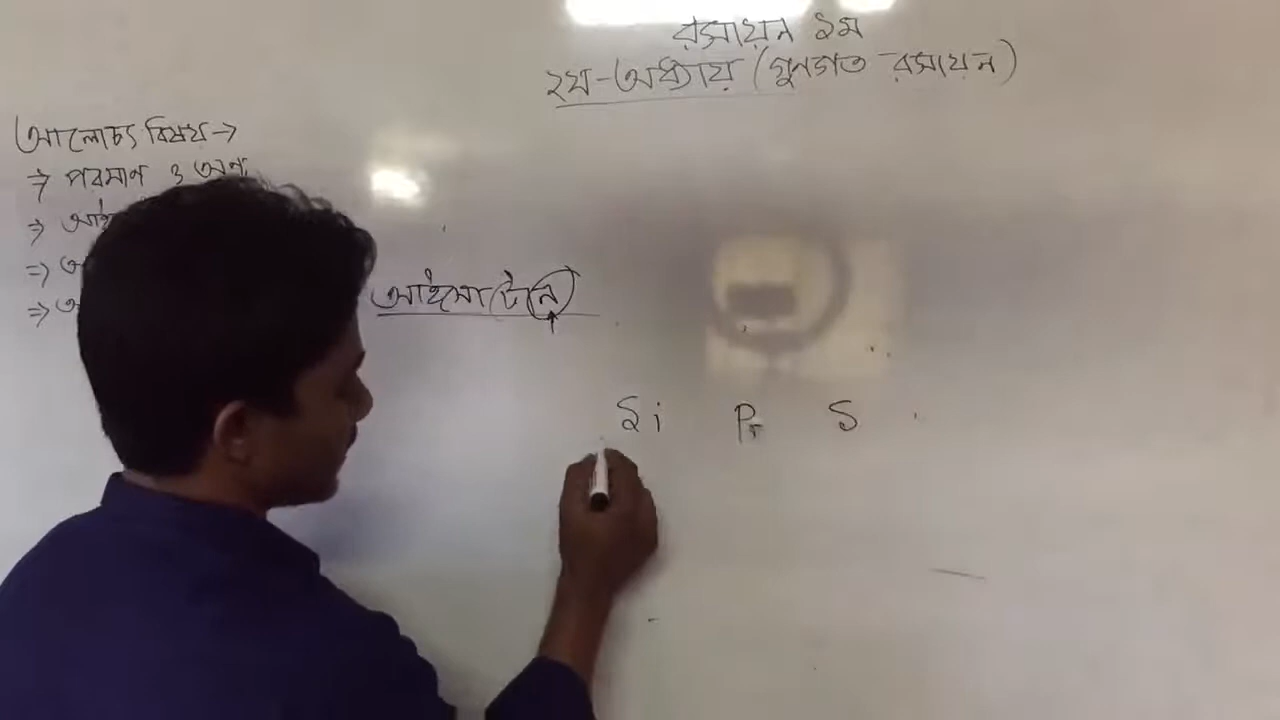 রসায়ন ১ম
২য়-অধ্যায় (গুনগত রসায়ন)
আলোচ্য বিষয় →
⇒ পরমাণ ও অণু
⇒
⇒
⇒
আইসোটোন
Si P S